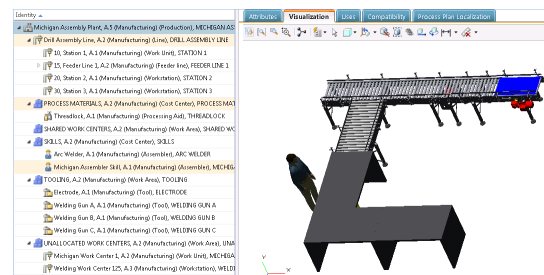 Identity
Attributes
Visualization
Uses
Compatibility
Process Plan Localization
Michigan Assembly Plant, A.1 (Manufacturing) (Production), MICHIGAN AS
Drill Assembly Line, A.2 (Manufacturing) (Line), DRILL ASSEMBLY LINE
10, Station 1, A.1 (Manufacturing) (Work Unit), STATION 1
15, Feeder Line 1, A.2 (Manufacturing) (Feeder line), FEEDER LINE 1
20, Station 2, A.1 (Manufacturing) (Workstation), STATION 2
30, Station 3, A.1 (Manufacturing) (Workstation), STATION 3
PROCESS MATERIALS, A.2 (Manufacturing) (Cost Center), PROCESS MAT
Threadlock, A.1 (Manufacturing) (Processing Aid), THREADLOCK
SHARED WORK CENTERS, A.2 (Manufacturing) (Work Area), SHARED WO
SKILLS, A.2 (Manufacturing) (Cost Center), SKILLS
Arc Welder, A.1 (Manufacturing) (Assembler), ARC WELDER
Michigan Assembler Skill, A.1 (Manufacturing) (Assembler), MICHIGA
TOOLING, A.2 (Manufacturing) (Work Area), TOOLING
Electrode, A.1 (Manufacturing) (Tool), ELECTRODE
Welding Gun A, A.1 (Manufacturing) (Tool), WELDING GUN A
Welding Gun B, A.1 (Manufacturing) (Tool), WELDING GUN B
Welding Gun C, A.1 (Manufacturing) (Tool), WELDING GUN C
UNALLOCATED WORK CENTERS, A.2 (Manufacturing) (Work Area), UNA
Michigan Work Center 1, A.2 (Manufacturing) (Work Unit), MICHIGA
Welding Work Center 125, A.3 (Manufacturing) (Workstation), WELDI
Y
X